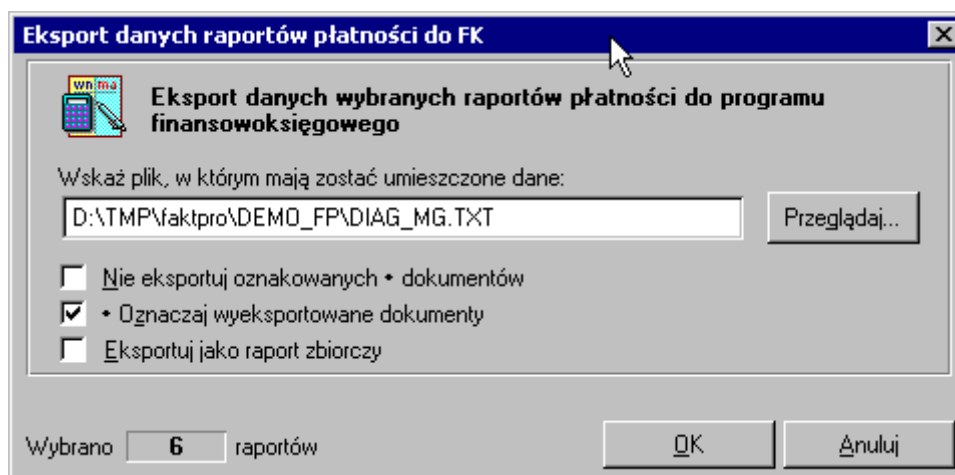 Eksport danych raportów płatności do FK
wn ma
Eksport danych wybranych raportów płatności do programu
finansowoksięgowego
Wskaż plik, w którym mają zostać umieszczone dane:
D:\TMP\faktpro\DEMO_FP\DIAG_MG.TXT
Przeglądaj...
Nie eksportuj oznakowanych • dokumentów
• Oznaczaj wyeksportowane dokumenty
Eksportuj jako raport zbiorczy
Wybrano 6 raportów
OK
Anuluj